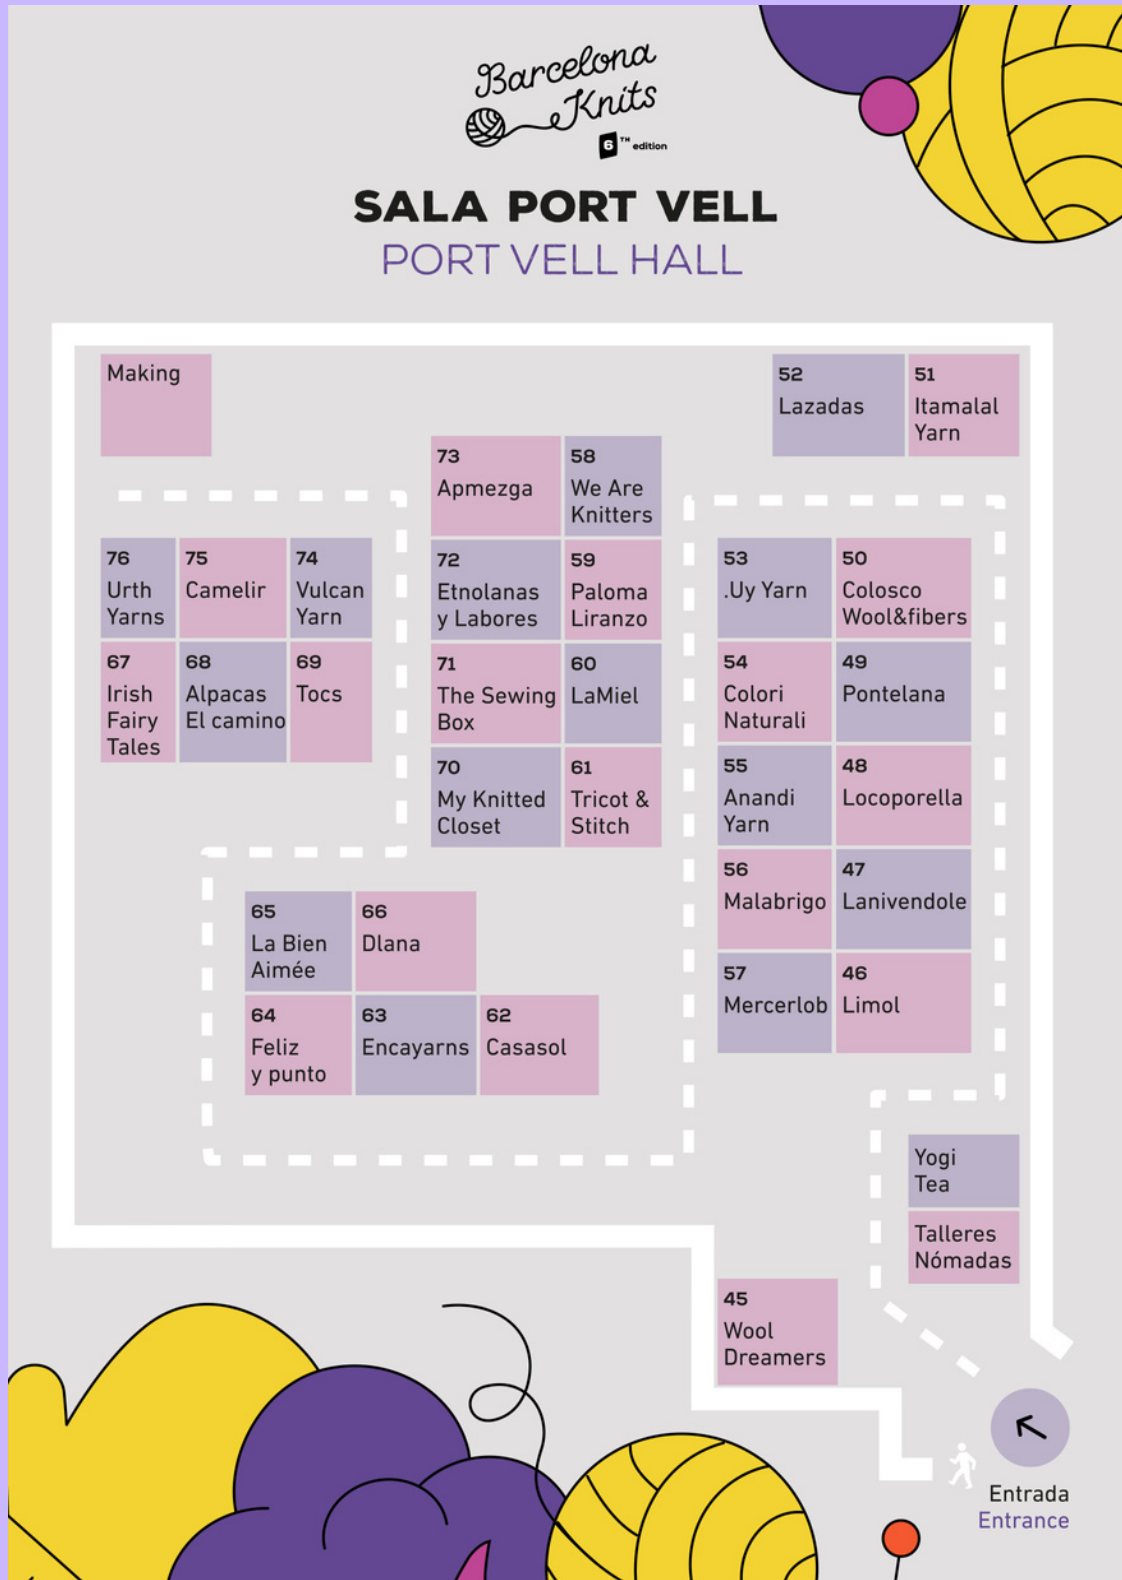 Barcelona
Knits
6TH edition
SALA PORT VELL
PORT VELL HALL
Making
52
Lazadas
51
Itamalal
Yarn
73
Apmezga
58
We Are
Knitters
76
Urth
Yarns
75
Camelir
74
Vulcan
Yarn
72
Etnolanas
y Labores
59
Paloma
Liranzo
53
.Uy Yarn
50
Colosco
Wool&fibers
67
Irish
Fairy
Tales
68
Alpacas
El camino
69
Tocs
71
The Sewing
Box
60
LaMiel
54
Colori
Naturali
49
Pontelana
70
My Knitted
Closet
61
Tricot &
Stitch
55
Anandi
Yarn
48
Locoporella
56
Malabrigo
47
Lanivendole
65
La Bien
Aimée
66
Dlana
57
Mercerlob
46
Limol
64
Feliz
y punto
63
Encayarns
62
Casasol
Yogi
Tea
Talleres
Nómadas
45
Wool
Dreamers
Entrada
Entrance